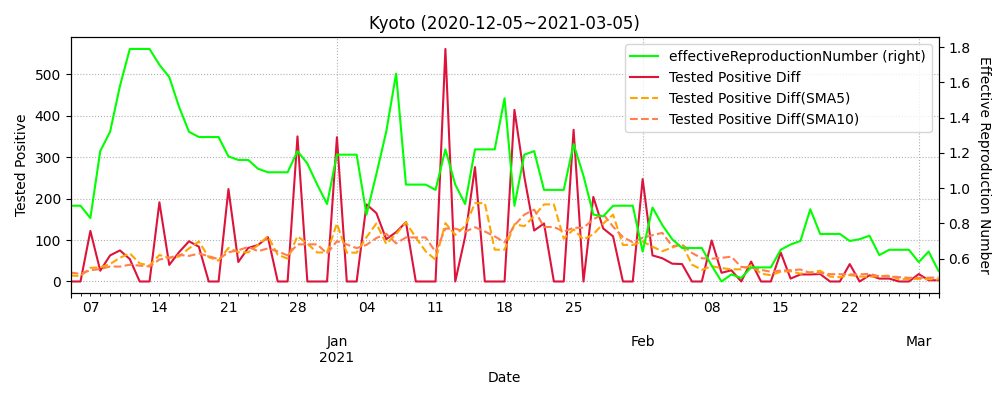 Kyoto (2020-12-05~2021-03-05)
effectiveReproductionNumber (right)
Tested Positive Diff
Tested Positive Diff(SMA5)
Tested Positive Diff(SMA10)
Tested Positive
500
400
300
200
100
0
Effective Reproduction Number
1.8
1.6
1.4
1.2
1.0
0.8
0.6
07 14 21 28 04 11 18 25 08 15 22
Jan Feb Mar
2021
Date